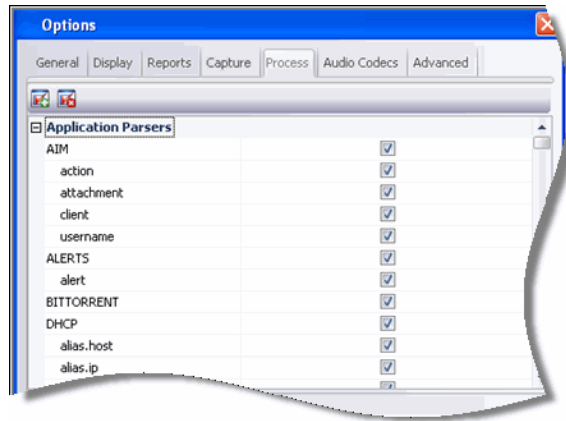 Options
General Display Reports Capture Process Audio Codecs Advanced
Application Parsers
AIM
action
attachment
client
username
ALERTS
alert
BITTORRENT
DHCP
alias.host
alias.ip